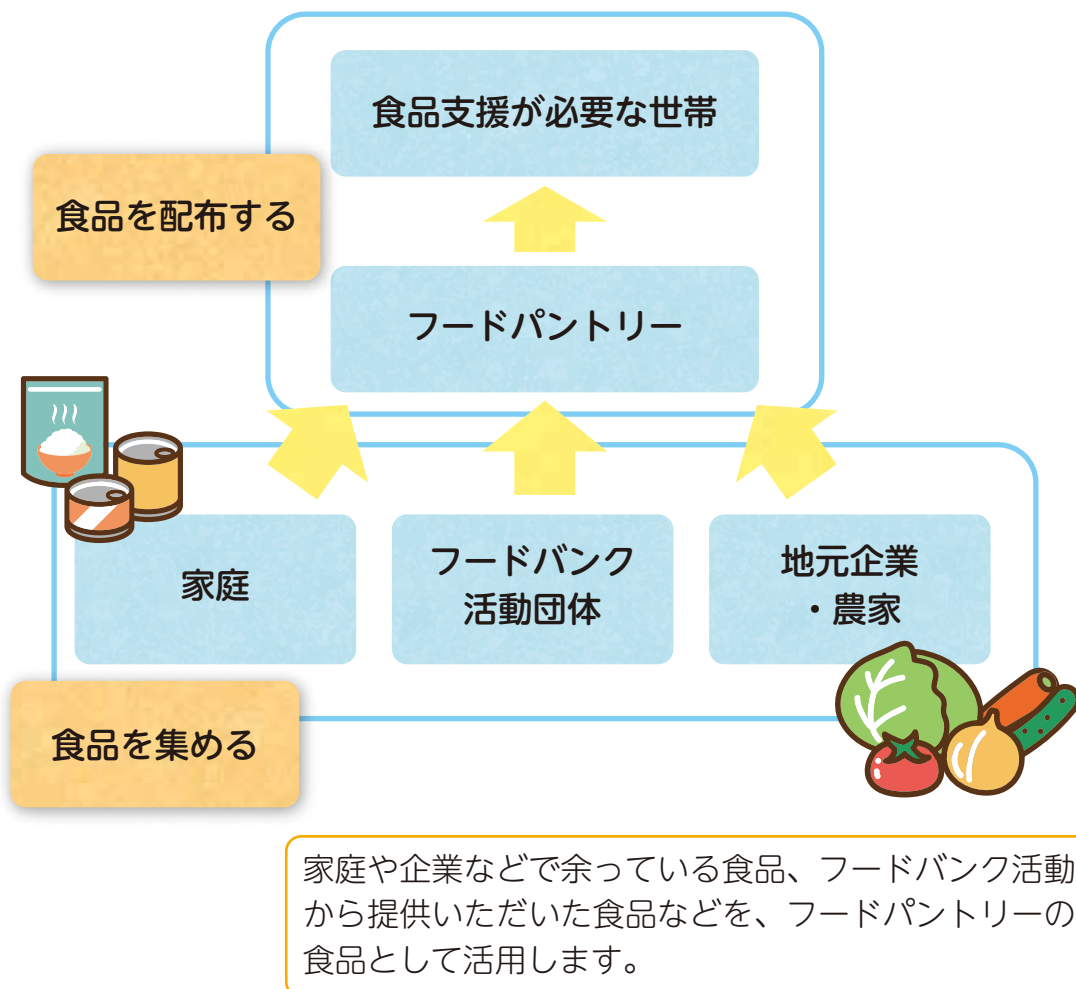 食品支援が必要な世帯
食品を配布する
フードパントリー
家庭
フードバンク
活動団体
地元企業
・農家
食品を集める
家庭や企業などで余っている食品、フードバンク活動
から提供いただいた食品などを、フードパントリーの
食品として活用します。